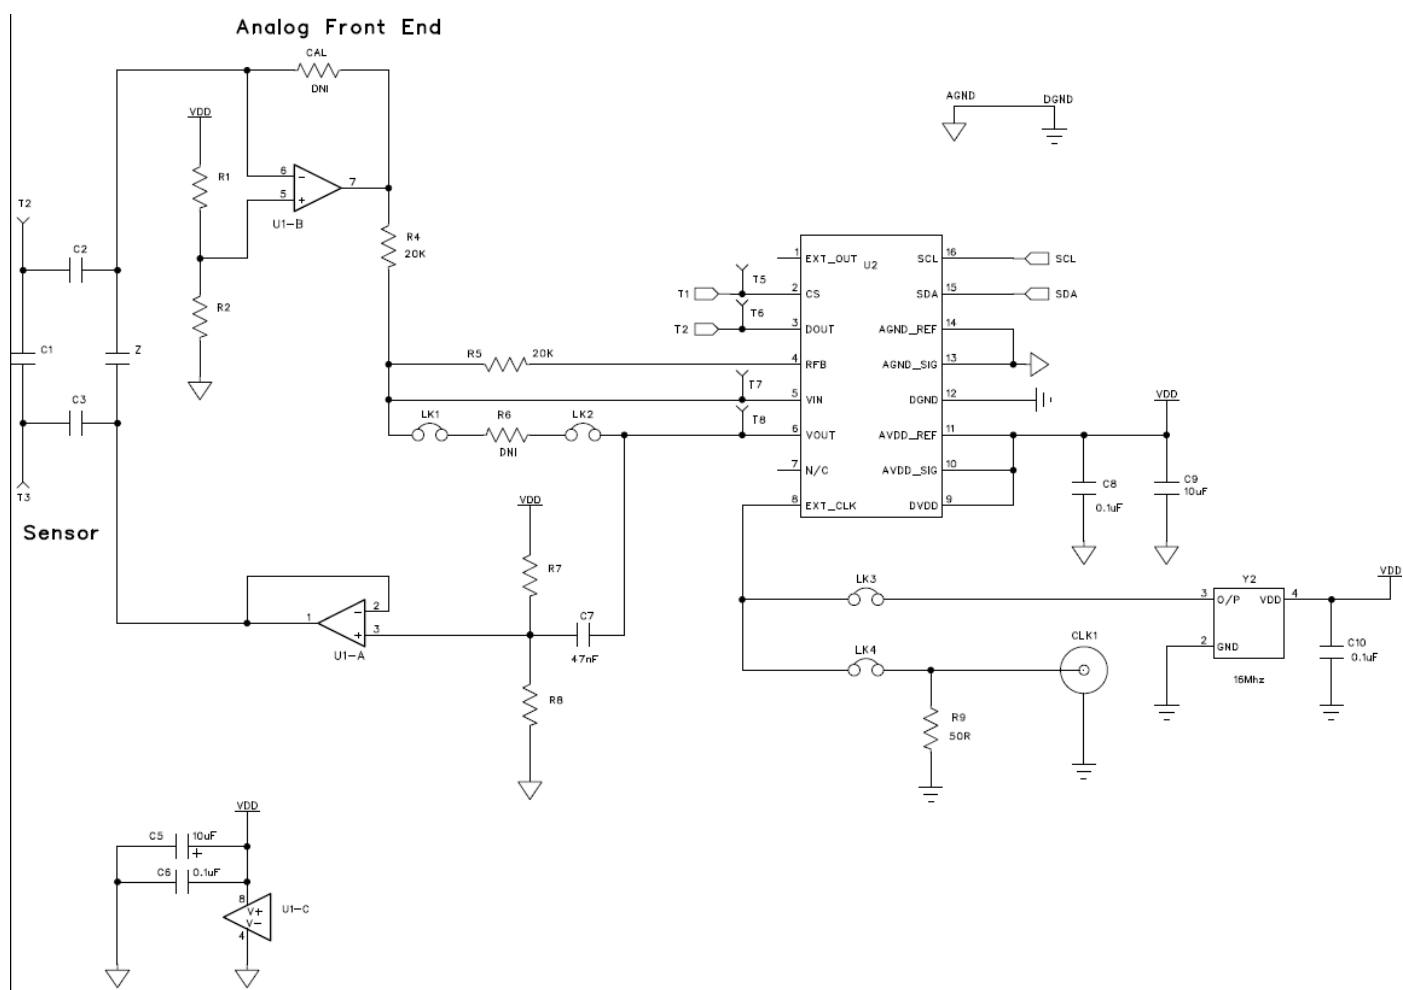 Analog Front End
CAL
DNI
AGND
DGND
VDD
R1
6
5
7
U1-B
T2
C2
R4
20K
R2
C1
Z
C3
T3
Sensor
1
EXT_OUT
U2
SCL
16
SCL
T5
T1
2
CS
SDA
15
SDA
T6
T2
3
DOUT
AGND_REF
14
R5
20K
4
RFB
AGND_SIG
13
T7
5
VIN
DGND
12
VDD
LK1
R6
LK2
T8
DNI
6
VOUT
AVDD_REF
11
7
N/C
AVDD_SIG
10
C8
0.1uF
C9
10uF
8
EXT_CLK
DVDD
9
VDD
R7
LK3
Y2
VDD
3
O/P
VDD
4
2
GND
16Mhz
C10
0.1uF
1
2
3
U1-A
C7
47nF
LK4
CLK1
R8
R9
50R
VDD
C5
10uF
+
C6
0.1uF
8
V+
V-
4
U1-C